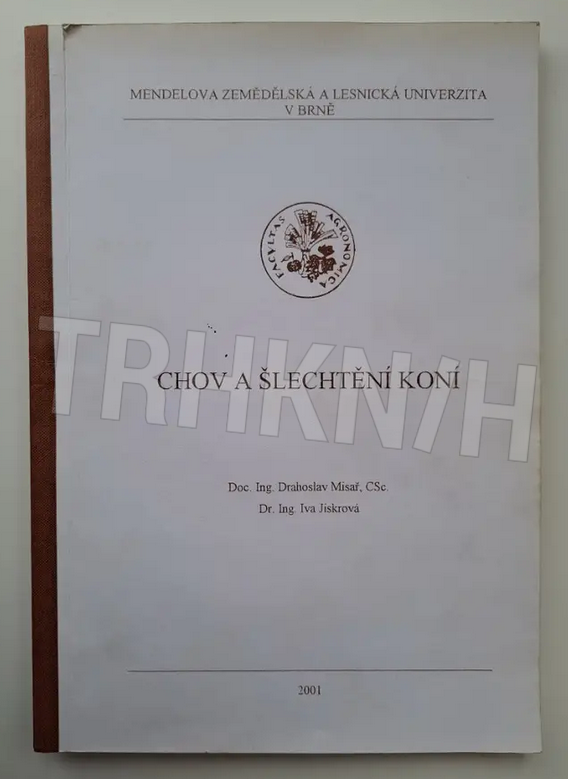 MENDELOVA ZEMĚDĚLSKÁ A LESNICKÁ UNIVERZITA
V BRNĚ
FACVLTAS AGRONOMICA
TRHKNIH
CHOV A ŠLECHTĚNÍ KONÍ
Doc. Ing. Drahoslav Misař, CSc.
Dr. Ing. Iva Jiskrová
2001